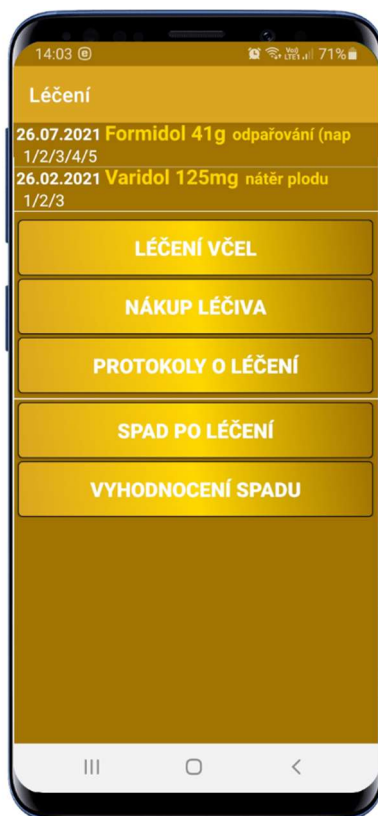 14:03 71%
Léčení
26.07.2021 Formidol 41g odpařování (nap
1/2/3/4/5
26.02.2021 Varidol 125mg nátěr plodu
1/2/3
LÉČENÍ VČEL
NÁKUP LÉČIVA
PROTOKOLY O LÉČENÍ
SPAD PO LÉČENÍ
VYHODNOCENÍ SPADU